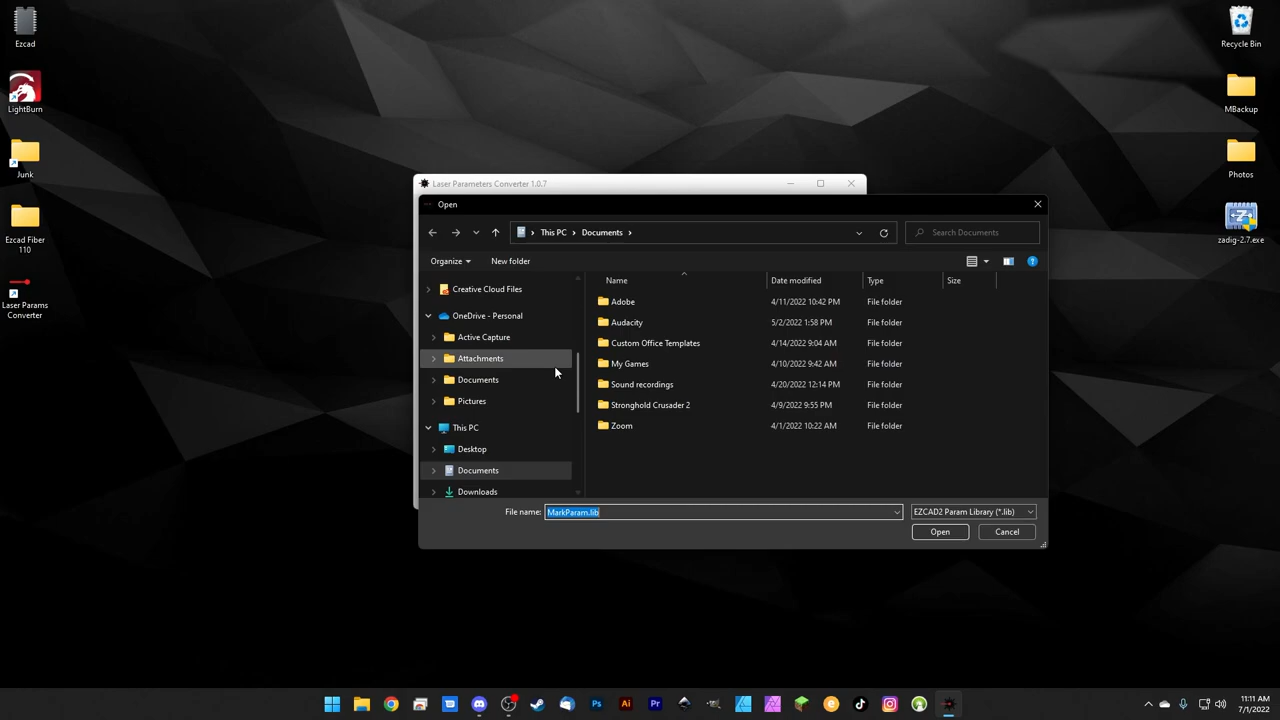 Ezcad
LightBurn
Junk
Ezcad Fiber
110
Laser Params
Converter
Recycle Bin
MBackup
Photos
zadig-2.7.exe
Laser Parameters Converter 1.0.7
Open
This PC > Documents >
Search Documents
Organize
New folder
Creative Cloud Files
OneDrive - Personal
Active Capture
Attachments
Documents
Pictures
This PC
Desktop
Documents
Downloads
Name Date modified Type Size
Adobe 4/11/2022 10:42 PM File folder
Audacity 5/2/2022 1:58 PM File folder
Custom Office Templates 4/14/2022 9:04 AM File folder
My Games 4/10/2022 9:42 AM File folder
Sound recordings 4/20/2022 12:14 PM File folder
Stronghold Crusader 2 4/9/2022 9:55 PM File folder
Zoom 4/1/2022 10:22 AM File folder
File name: MarkParam.lib EZCAD2 Param Library (*.lib)
Open Cancel
Ps Ai Pr
11:11 AM
7/1/2022